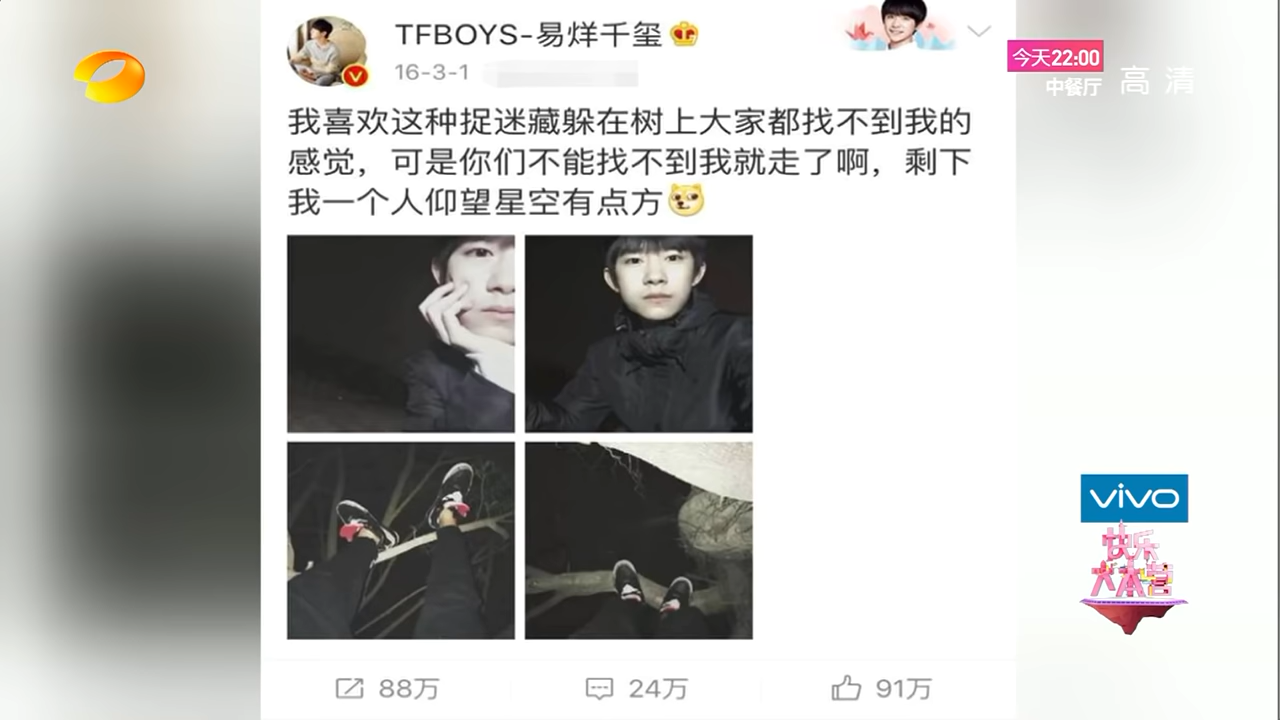 TFBOYS-易烊千玺
16-3-1
今天22:00
中餐厅
高清
我喜欢这种捉迷藏躲在树上大家都找不到我的
感觉，可是你们不能找不到我就走了啊，剩下
我一个人仰望星空有点方
vivo
快乐
大本营
88万
24万
91万